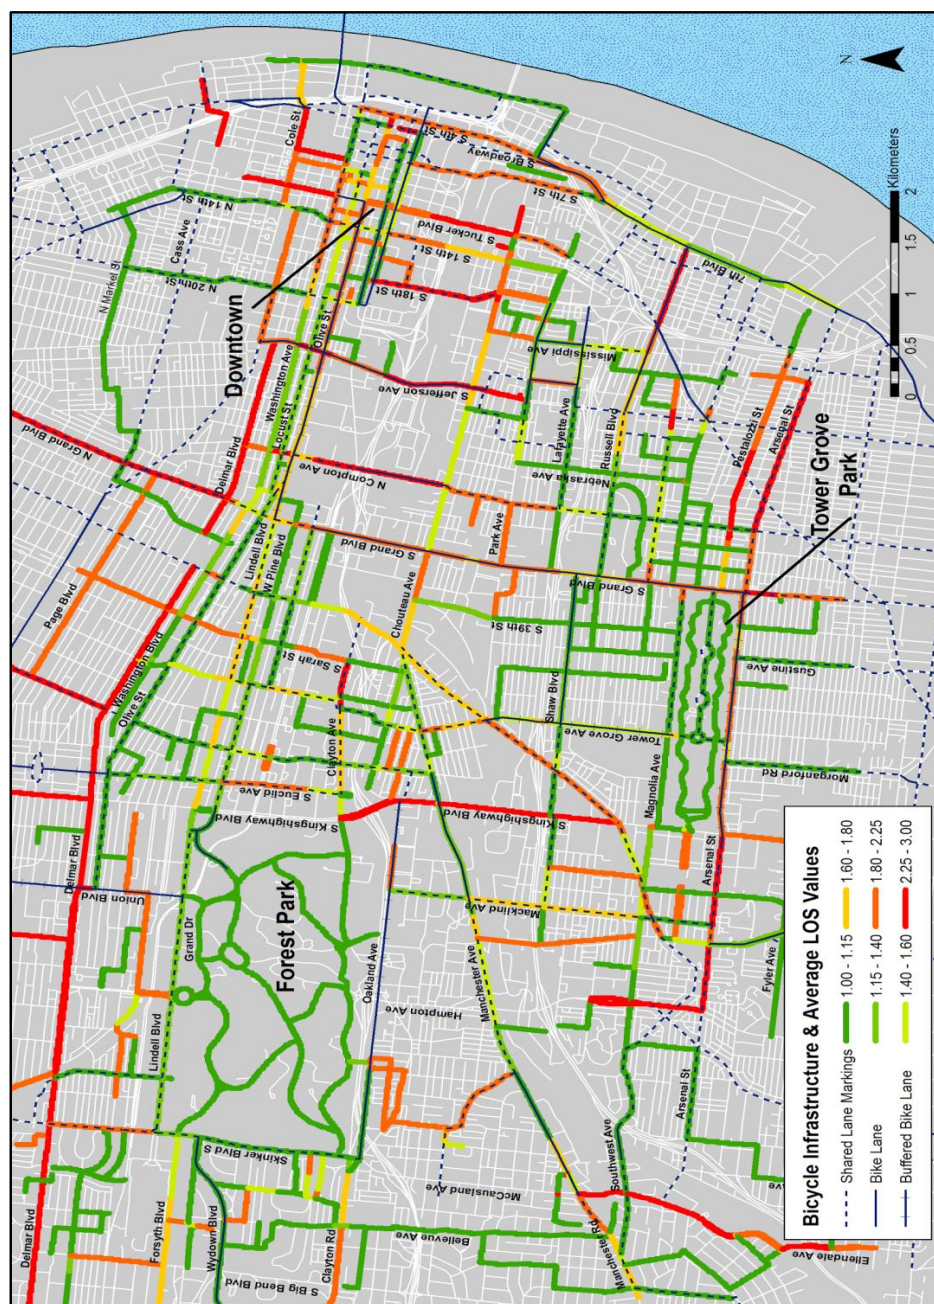 Delmar Blvd
Forsyth Blvd
Wydown Blvd
S Big Bend Blvd
Clayton Rd
Skinker Blvd S
Bellevue Ave
McCausland Ave
Manchester Rd
Southwest Ave
Ellendale Ave
Lindell Blvd
Grand Dr
Forest Park
Oakland Ave
Hampton Ave
Manchester Ave
Arsenal St
Fyler Ave
Union Blvd
Delmar Blvd
S Kingshighway Blvd
S Euclid Ave
Clayton Ave
S Kingshighway Blvd
Macklind Ave
Magnolia Ave
Arsenal St
Morganford Rd
Gustine Ave
Tower Grove Ave
Shaw Blvd
Page Blvd
Washington Blvd
Olive St
S Sarah St
W Pine Blvd
Lindell Blvd
Chouteau Ave
S 39th St
Park Ave
S Grand Blvd
S Grand Blvd
Tower Grove
Park
N Grand Blvd
Delmar Blvd
Washington Ave
Locust St
Olive St
N Compton Ave
S Jefferson Ave
Lafayette Ave
Nebraska Ave
Russell Blvd
Mississippi Ave
Pestalozzi St
Arsenal St
Downtown
N Market St
Cass Ave
N 14th St
N 20th St
Cole St
S 4th St
S Broadway
S 7th St
S Tucker Blvd
S 14th St
S 18th St
7th Blvd
N
Kilometers
0 0.5 1 1.5 2
Bicycle Infrastructure & Average LOS Values
Shared Lane Markings 1.00 - 1.15 1.60 - 1.80
Bike Lane 1.15 - 1.40 1.80 - 2.25
Buffered Bike Lane 1.40 - 1.60 2.25 - 3.00